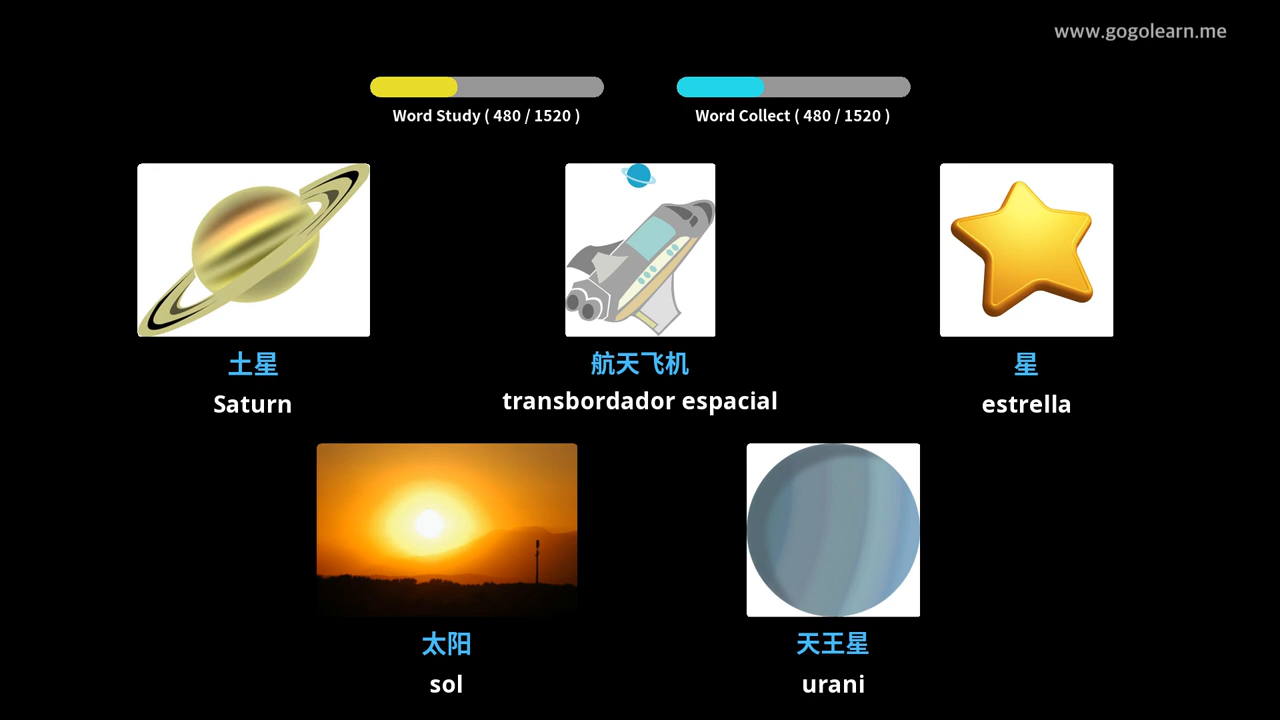 www.gogolearn.me
Word Study ( 480 / 1520 )
Word Collect ( 480 / 1520 )
土星
航天飞机
星
Saturn
transbordador espacial
estrella
太阳
天王星
sol
urani